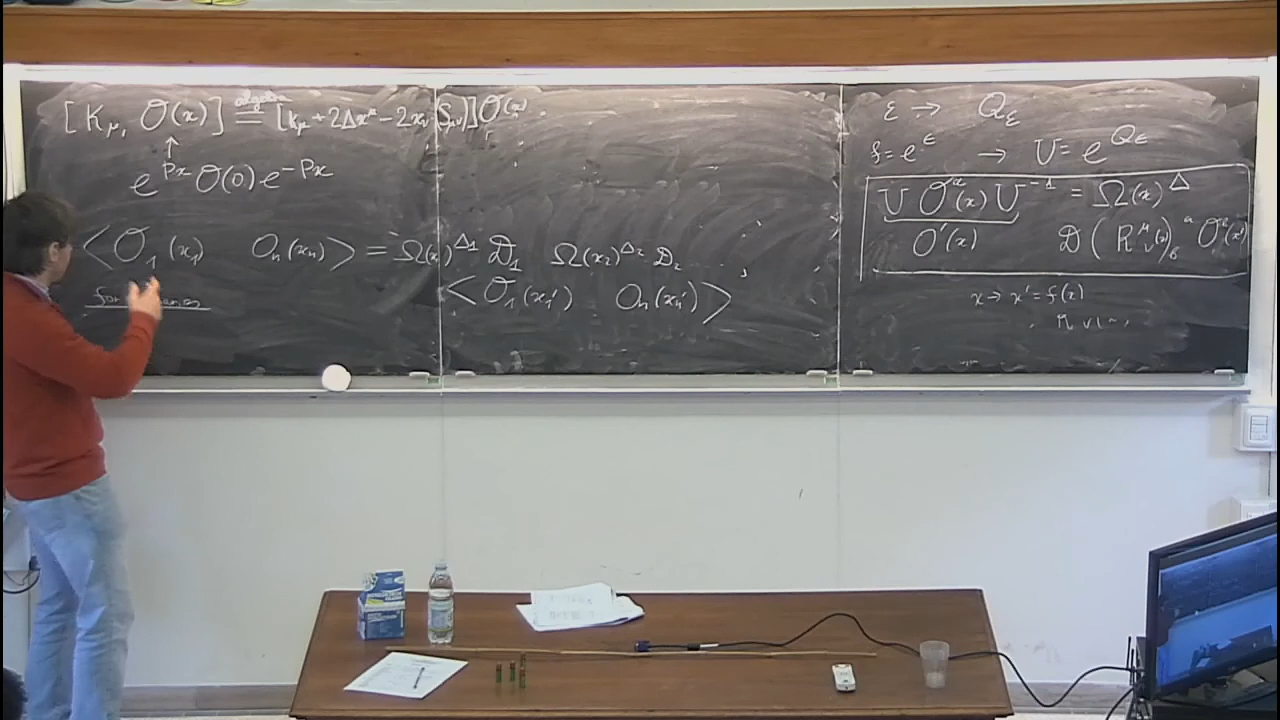 [K_μ, O(x)] = [k_μ + 2Δx^μ - 2x_ν S_μν)] O(x)
algebra
↑
e^{Px} O(0) e^{-Px}
< O_1(x_1) O_n(x_n) > = Ω(x)^{Δ_1} D_1 Ω(x_2)^{Δ_2} D_2
< O_1(x_1') O_n(x_n') >
ε → Q_ε
f = e^ε → U = e^{Q_ε}
U O^a(x) U^{-1} = Ω(x)^Δ
O'(x) D(R^μ_ν(x))^a_b O^b(x')
x → x' = f(x)